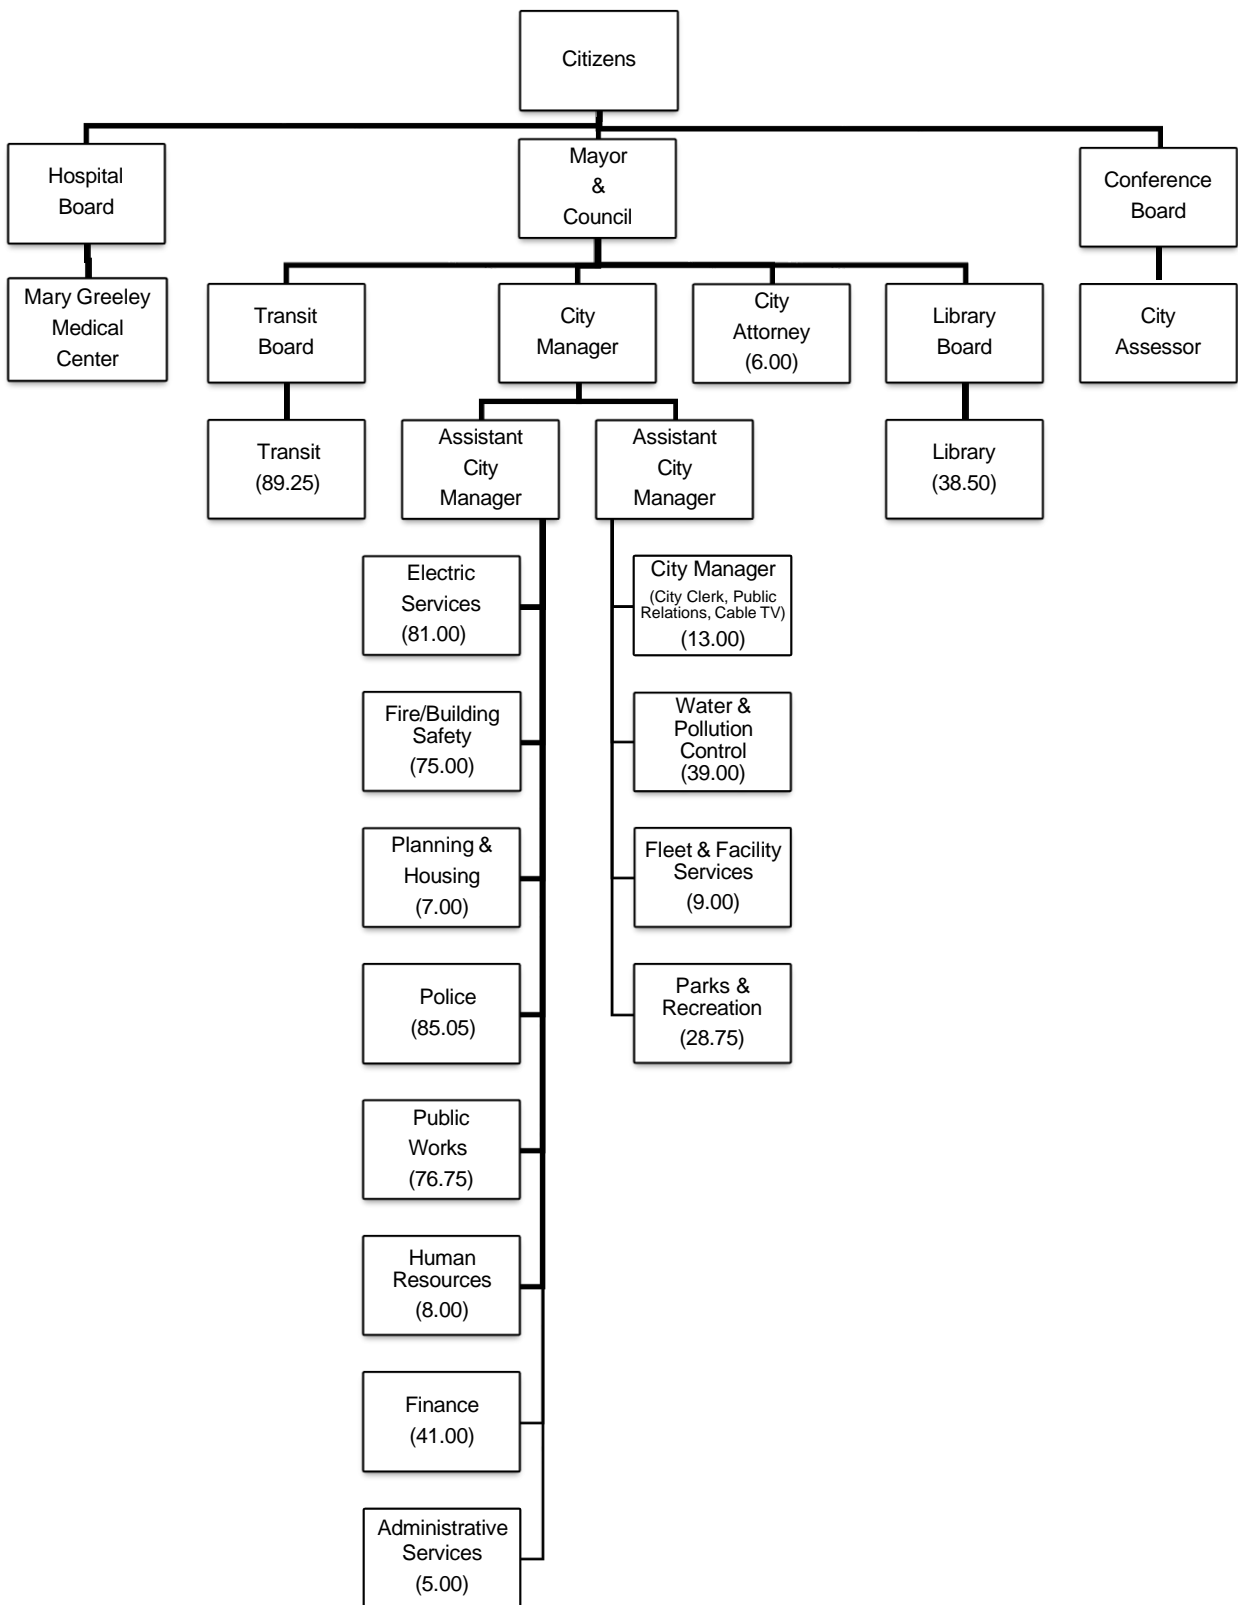 Citizens
Hospital
Board
Mayor
&
Council
Conference
Board
Mary Greeley
Medical
Center
Transit
Board
City
Manager
City
Attorney
(6.00)
Library
Board
City
Assessor
Transit
(89.25)
Assistant
City
Manager
Assistant
City
Manager
Library
(38.50)
Electric
Services
(81.00)
City Manager
(City Clerk, Public
Relations, Cable TV)
(13.00)
Fire/Building
Safety
(75.00)
Water &
Pollution
Control
(39.00)
Planning &
Housing
(7.00)
Fleet & Facility
Services
(9.00)
Police
(85.05)
Parks &
Recreation
(28.75)
Public
Works
(76.75)
Human
Resources
(8.00)
Finance
(41.00)
Administrative
Services
(5.00)